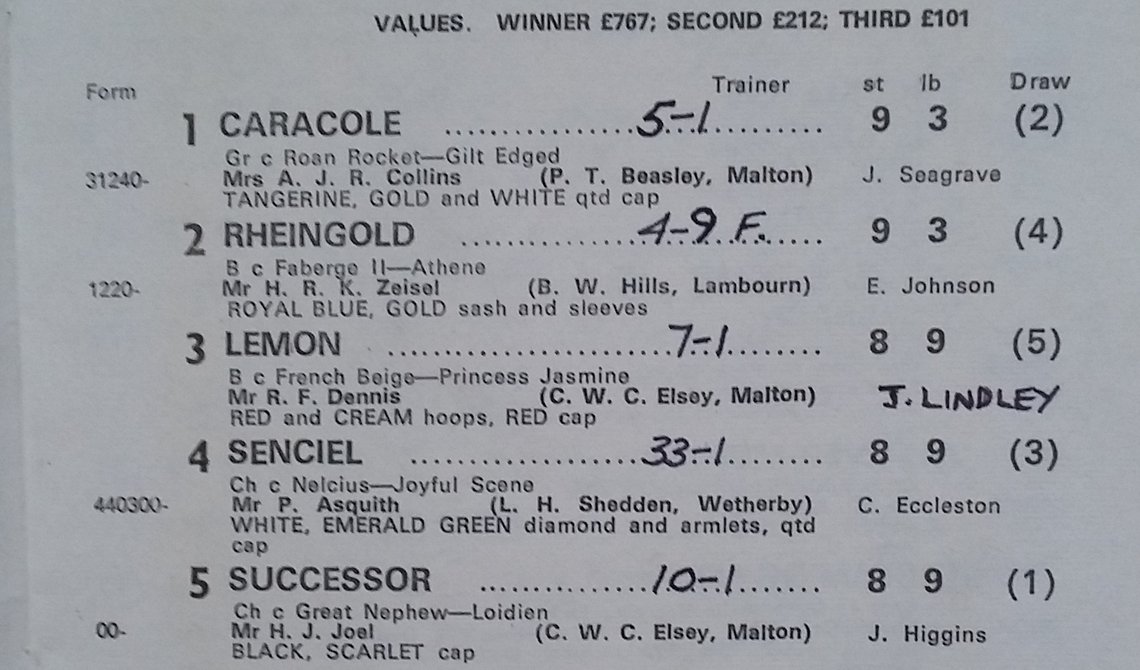 VALUES. WINNER £767; SECOND £212; THIRD £101
Form Trainer st lb Draw
1 CARACOLE ................5-1.......... 9 3 (2)
Gr c Roan Rocket—Gilt Edged
31240- Mrs A. J. R. Collins (P. T. Beasley, Malton) J. Seagrave
TANGERINE, GOLD and WHITE qtd cap
2 RHEINGOLD ................4-9 F....... 9 3 (4)
B c Faberge II—Athene
1220- Mr H. R. K. Zeisel (B. W. Hills, Lambourn) E. Johnson
ROYAL BLUE, GOLD sash and sleeves
3 LEMON .....................7-1......... 8 9 (5)
B c French Beige—Princess Jasmine
Mr R. F. Dennis (C. W. C. Elsey, Malton) J. LINDLEY
RED and CREAM hoops, RED cap
4 SENCIEL ....................33-1........ 8 9 (3)
Ch c Nelcius—Joyful Scene
440300- Mr P. Asquith (L. H. Shedden, Wetherby) C. Eccleston
WHITE, EMERALD GREEN diamond and armlets, qtd
cap
5 SUCCESSOR ...............10-1....... 8 9 (1)
Ch c Great Nephew—Loidien
00- Mr H. J. Joel (C. W. C. Elsey, Malton) J. Higgins
BLACK, SCARLET cap